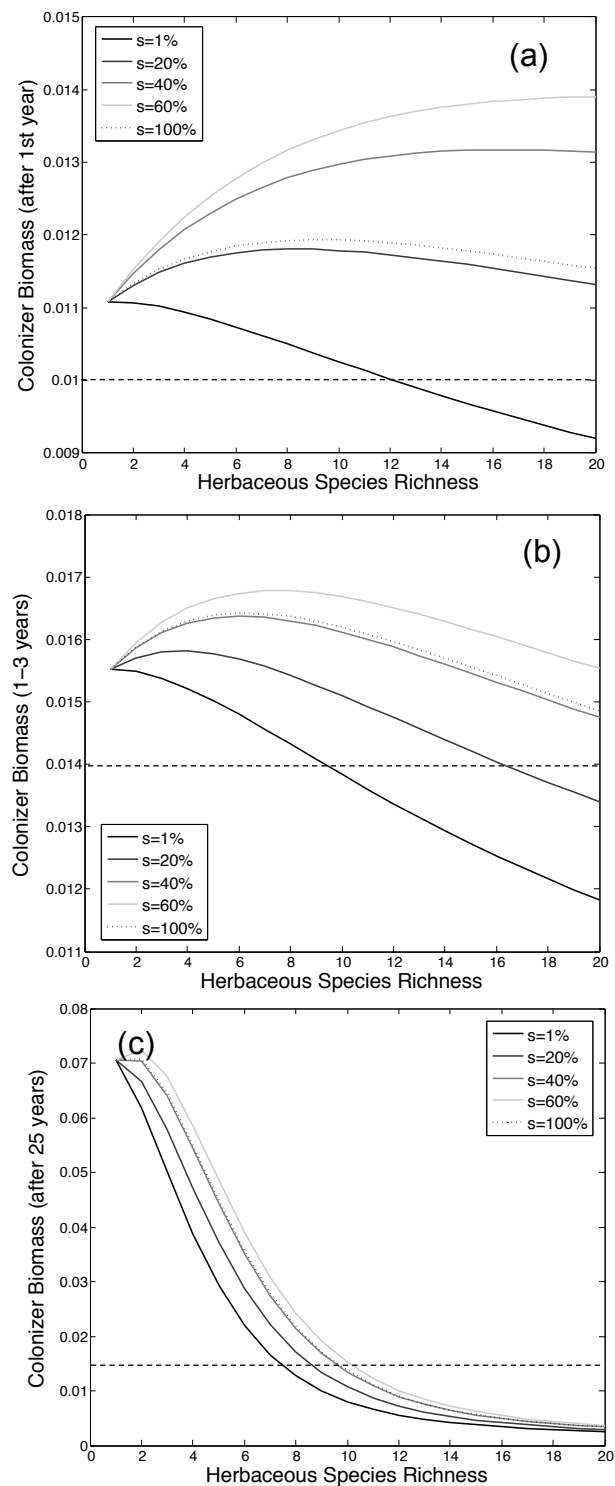 0.015
0.014
0.013
0.012
0.011
0.01
0.009
Colonizer Biomass (after 1st year)
s=1%
s=20%
s=40%
s=60%
s=100%
(a)
0 2 4 6 8 10 12 14 16 18 20
Herbaceous Species Richness
0.018
0.017
0.016
0.015
0.014
0.013
0.012
0.011
Colonizer Biomass (1–3 years)
(b)
s=1%
s=20%
s=40%
s=60%
s=100%
0 2 4 6 8 10 12 14 16 18 20
Herbaceous Species Richness
0.08
0.07
0.06
0.05
0.04
0.03
0.02
0.01
0
Colonizer Biomass (after 25 years)
(c)
s=1%
s=20%
s=40%
s=60%
s=100%
0 2 4 6 8 10 12 14 16 18 20
Herbaceous Species Richness